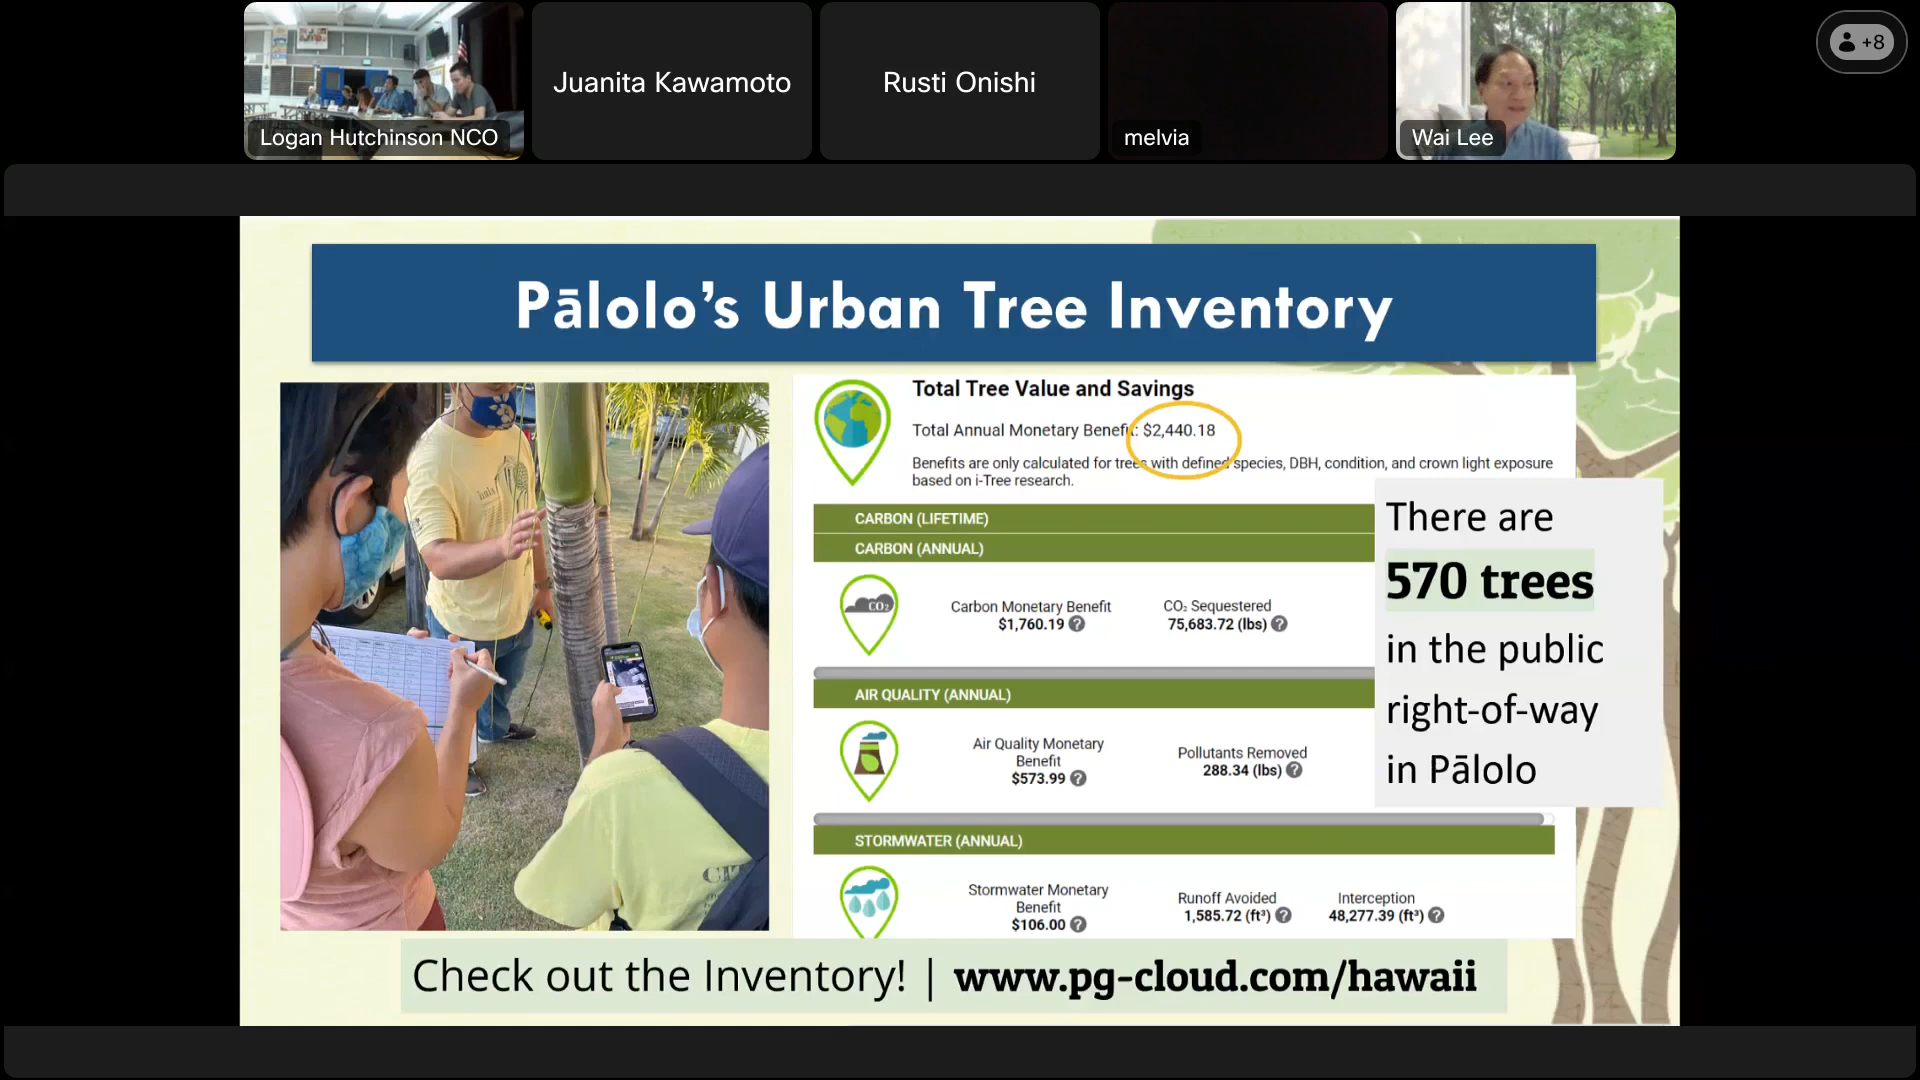 Logan Hutchinson NCO
Juanita Kawamoto
Rusti Onishi
melvia
Wai Lee
+8
Pālolo’s Urban Tree Inventory
Total Tree Value and Savings
Total Annual Monetary Benefit: $2,440.18
Benefits are only calculated for trees with defined species, DBH, condition, and crown light exposure
based on i-Tree research.
CARBON (LIFETIME)
CARBON (ANNUAL)
CO₂
Carbon Monetary Benefit
$1,760.19 ?
CO₂ Sequestered
75,683.72 (lbs) ?
AIR QUALITY (ANNUAL)
Air Quality Monetary
Benefit
$573.99 ?
Pollutants Removed
288.34 (lbs) ?
STORMWATER (ANNUAL)
Stormwater Monetary
Benefit
$106.00 ?
Runoff Avoided
1,585.72 (ft³) ?
Interception
48,277.39 (ft³) ?
There are
570 trees
in the public
right-of-way
in Pālolo
Check out the Inventory! | www.pg-cloud.com/hawaii